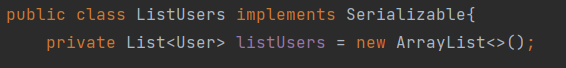 public class ListUsers implements Serializable{
private List<User> listUsers = new ArrayList<>();